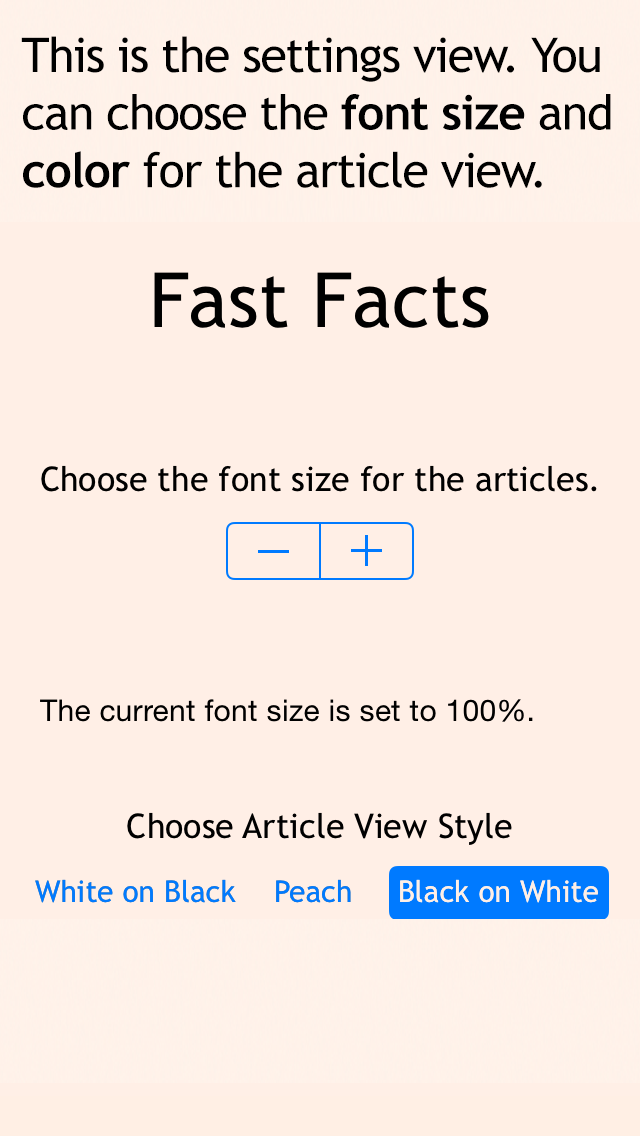 This is the settings view. You
can choose the font size and
color for the article view.
Fast Facts
Choose the font size for the articles.
− +
The current font size is set to 100%.
Choose Article View Style
White on Black Peach Black on White